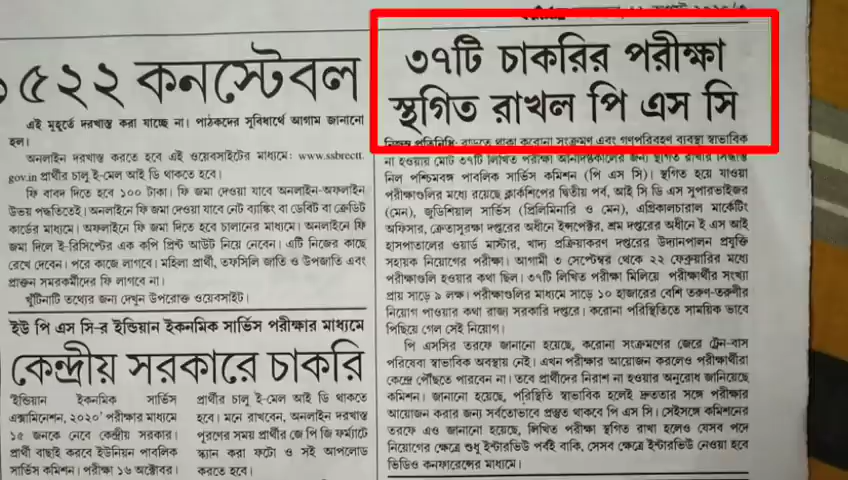 ৫২২ কনস্টেবল
এই মুহূর্তে দরখাস্ত করা যাচ্ছে না। পাঠকদের সুবিধার্থে আগাম জানানো
হল।
অনলাইন দরখাস্ত করতে হবে এই ওয়েবসাইটের মাধ্যমে: www.ssbrectt.
gov.in প্রার্থীর চালু ই-মেল আই ডি থাকতে হবে।
ফি বাবদ দিতে হবে ১০০ টাকা। ফি জমা দেওয়া যাবে অনলাইন-অফলাইন
উভয় পদ্ধতিতেই। অনলাইনে ফি জমা দেওয়া যাবে নেট ব্যাঙ্কিং বা ডেবিট বা ক্রেডিট
কার্ডের মাধ্যমে। অফলাইনে ফি জমা দিতে হবে চালানের মাধ্যমে। অনলাইনে ফি
জমা দিলে ই-রিসিপ্টের এক কপি প্রিন্ট আউট নিয়ে নেবেন। এটি নিজের কাছে
রেখে দেবেন। পরে কাজে লাগবে। মহিলা প্রার্থী, তফসিলি জাতি ও উপজাতি এবং
প্রাক্তন সমরকর্মীদের ফি লাগবে না।
খুঁটিনাটি তথ্যের জন্য দেখুন উপরোক্ত ওয়েবসাইট।
ইউ পি এস সি-র ইন্ডিয়ান ইকনমিক সার্ভিস পরীক্ষার মাধ্যমে
কেন্দ্রীয় সরকারে চাকরি
ইন্ডিয়ান ইকনমিক সার্ভিস
এক্সামিনেশন, ২০২০' পরীক্ষার মাধ্যমে
১৫ জনকে নেবে কেন্দ্রীয় সরকার।
প্রার্থী বাছাই করবে ইউনিয়ন পাবলিক
সার্ভিস কমিশন। পরীক্ষা ১৬ অক্টোবর।
প্রার্থীর চালু ই-মেল আই ডি থাকতে
হবে। মনে রাখবেন, অনলাইন দরখাস্ত
পূরণের সময় প্রার্থীর জে পি জি ফর্ম্যাটে
স্ক্যান করা ফটো ও সই আপলোড
করতে হবে।
৩৭টি চাকরির পরীক্ষা
স্থগিত রাখল পি এস সি
নিজস্ব প্রতিনিধি: বাড়তে থাকা করোনা সংক্রমণ এবং গণপরিবহণ ব্যবস্থা স্বাভাবিক
না হওয়ায় মোট ৩৭টি লিখিত পরীক্ষা অনির্দিষ্টকালের জন্য স্থগিত রাখার সিদ্ধান্ত
নিল পশ্চিমবঙ্গ পাবলিক সার্ভিস কমিশন (পি এস সি)। স্থগিত হয়ে যাওয়া
পরীক্ষাগুলির মধ্যে রয়েছে ক্লার্কশিপের দ্বিতীয় পর্ব, আই সি ডি এস সুপারভাইজার
(মেন), জুডিশিয়াল সার্ভিস (প্রিলিমিনারি ও মেন), এগ্রিকালচারাল মার্কেটিং
অফিসার, ক্রেতাসুরক্ষা দপ্তরের অধীনে ইন্সপেক্টর, শ্রম দপ্তরের অধীনে ই এস আই
হাসপাতালের ওয়ার্ড মাস্টার, খাদ্য প্রক্রিয়াকরণ দপ্তরের উদ্যানপালন প্রযুক্তি
সহায়ক নিয়োগের পরীক্ষা। আগামী ৩ সেপ্টেম্বর থেকে ২২ ফেব্রুয়ারির মধ্যে
পরীক্ষাগুলি হওয়ার কথা ছিল। ৩৭টি লিখিত পরীক্ষা মিলিয়ে পরীক্ষার্থীর সংখ্যা
প্রায় সাড়ে ৯ লক্ষ। পরীক্ষাগুলির মাধ্যমে সাড়ে ১০ হাজারের বেশি তরুণ-তরুণীর
নিয়োগ পাওয়ার কথা রাজ্য সরকারি দপ্তরে। করোনা পরিস্থিতিতে সাময়িক ভাবে
পিছিয়ে গেল সেই নিয়োগ।
পি এসসির তরফে জানানো হয়েছে, করোনা সংক্রমণের জেরে ট্রেন-বাস
পরিষেবা স্বাভাবিক অবস্থায় নেই। এখন পরীক্ষার আয়োজন করলেও পরীক্ষার্থীরা
কেন্দ্রে পৌঁছতে পারবেন না। তবে প্রার্থীদের নিরাশ না হওয়ার অনুরোধ জানিয়েছে
কমিশন। জানানো হয়েছে, পরিস্থিতি স্বাভাবিক হলেই দ্রুততার সঙ্গে পরীক্ষার
আয়োজন করার জন্য সর্বতোভাবে প্রস্তুত থাকবে পি এস সি। সেইসঙ্গে কমিশনের
তরফে এও জানানো হয়েছে, লিখিত পরীক্ষা স্থগিত রাখা হলেও যেসব পদে
নিয়োগের ক্ষেত্রে শুধু ইন্টারভিউ পর্বই বাকি, সেসব ক্ষেত্রে ইন্টারভিউ নেওয়া হবে
ভিডিও কনফারেন্সের মাধ্যমে।